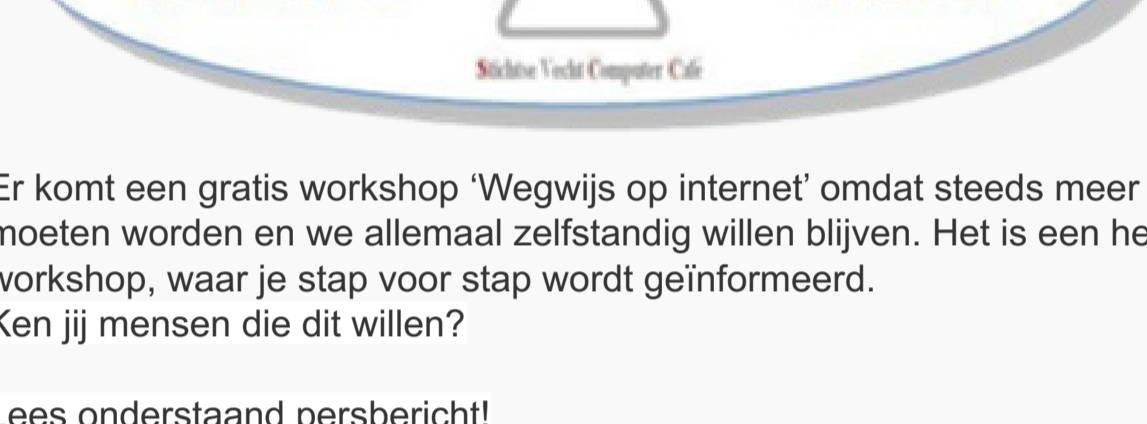 Stichtse Vecht Computer Café
Er komt een gratis workshop ‘Wegwijs op internet’ omdat steeds meer
moeten worden en we allemaal zelfstandig willen blijven. Het is een he
workshop, waar je stap voor stap wordt geïnformeerd.
Ken jij mensen die dit willen?
Lees onderstaand persbericht!